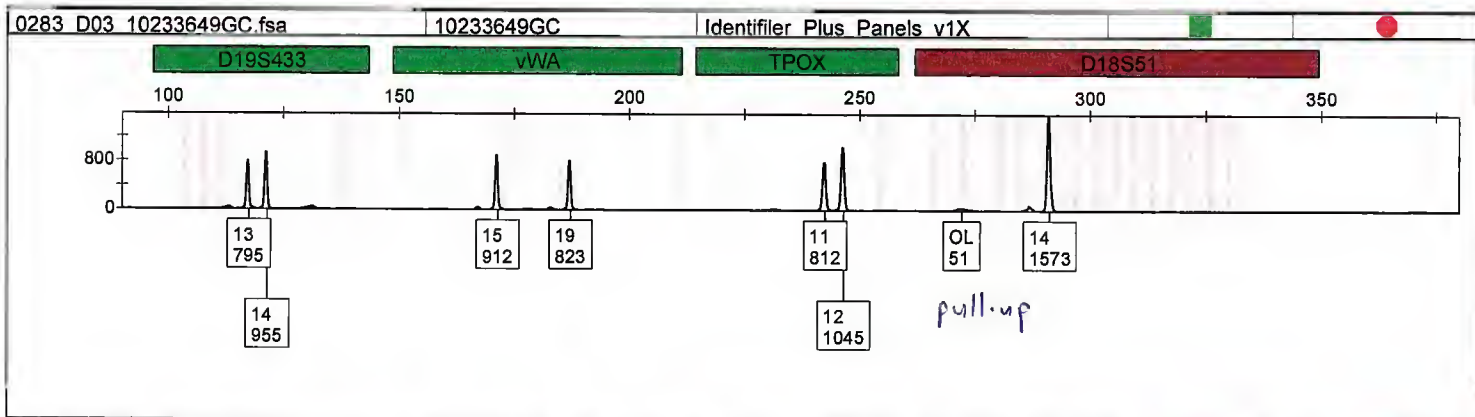 0283_D03_10233649GC.fsa 10233649GC Identifiler_Plus_Panels_v1X
D19S433 vWA TPOX D18S51
100 150 200 250 300 350
800
0
13 15 19 11 OL 14
795 912 823 812 51 1573
14 12
955 1045
pull-up